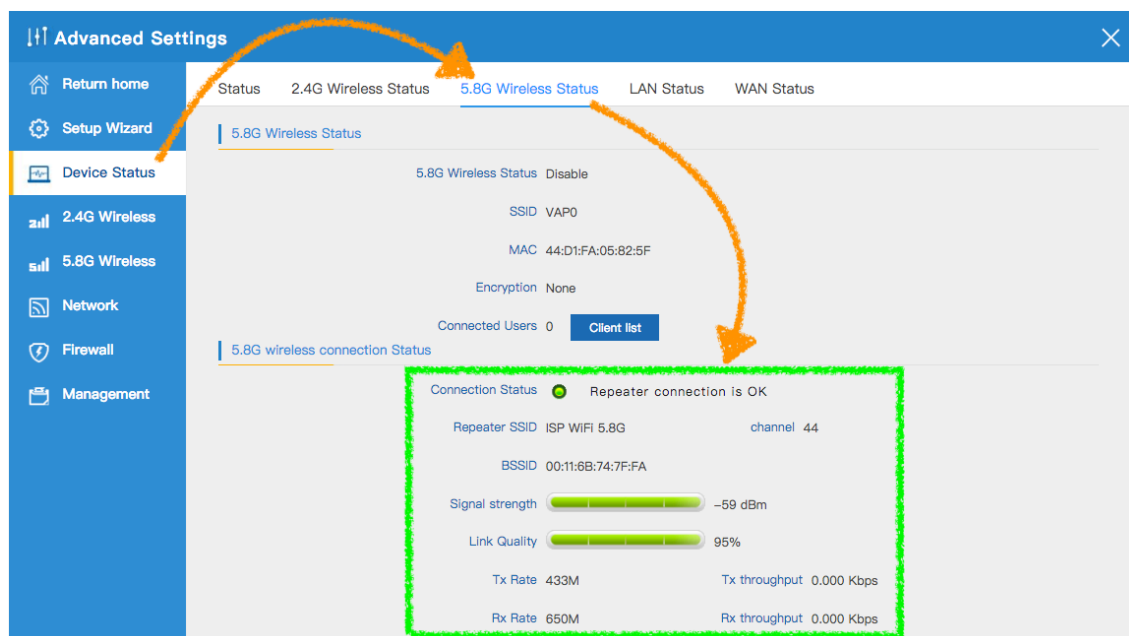 Advanced Settings
Return home
Setup Wizard
Device Status
2.4G Wireless
5.8G Wireless
Network
Firewall
Management
Status 2.4G Wireless Status 5.8G Wireless Status LAN Status WAN Status
5.8G Wireless Status
5.8G Wireless Status Disable
SSID VAP0
MAC 44:D1:FA:05:82:5F
Encryption None
Connected Users 0 Client list
5.8G wireless connection Status
Connection Status Repeater connection is OK
Repeater SSID ISP WiFi 5.8G channel 44
BSSID 00:11:6B:74:7F:FA
Signal strength -59 dBm
Link Quality 95%
Tx Rate 433M Tx throughput 0.000 Kbps
Rx Rate 650M Rx throughput 0.000 Kbps